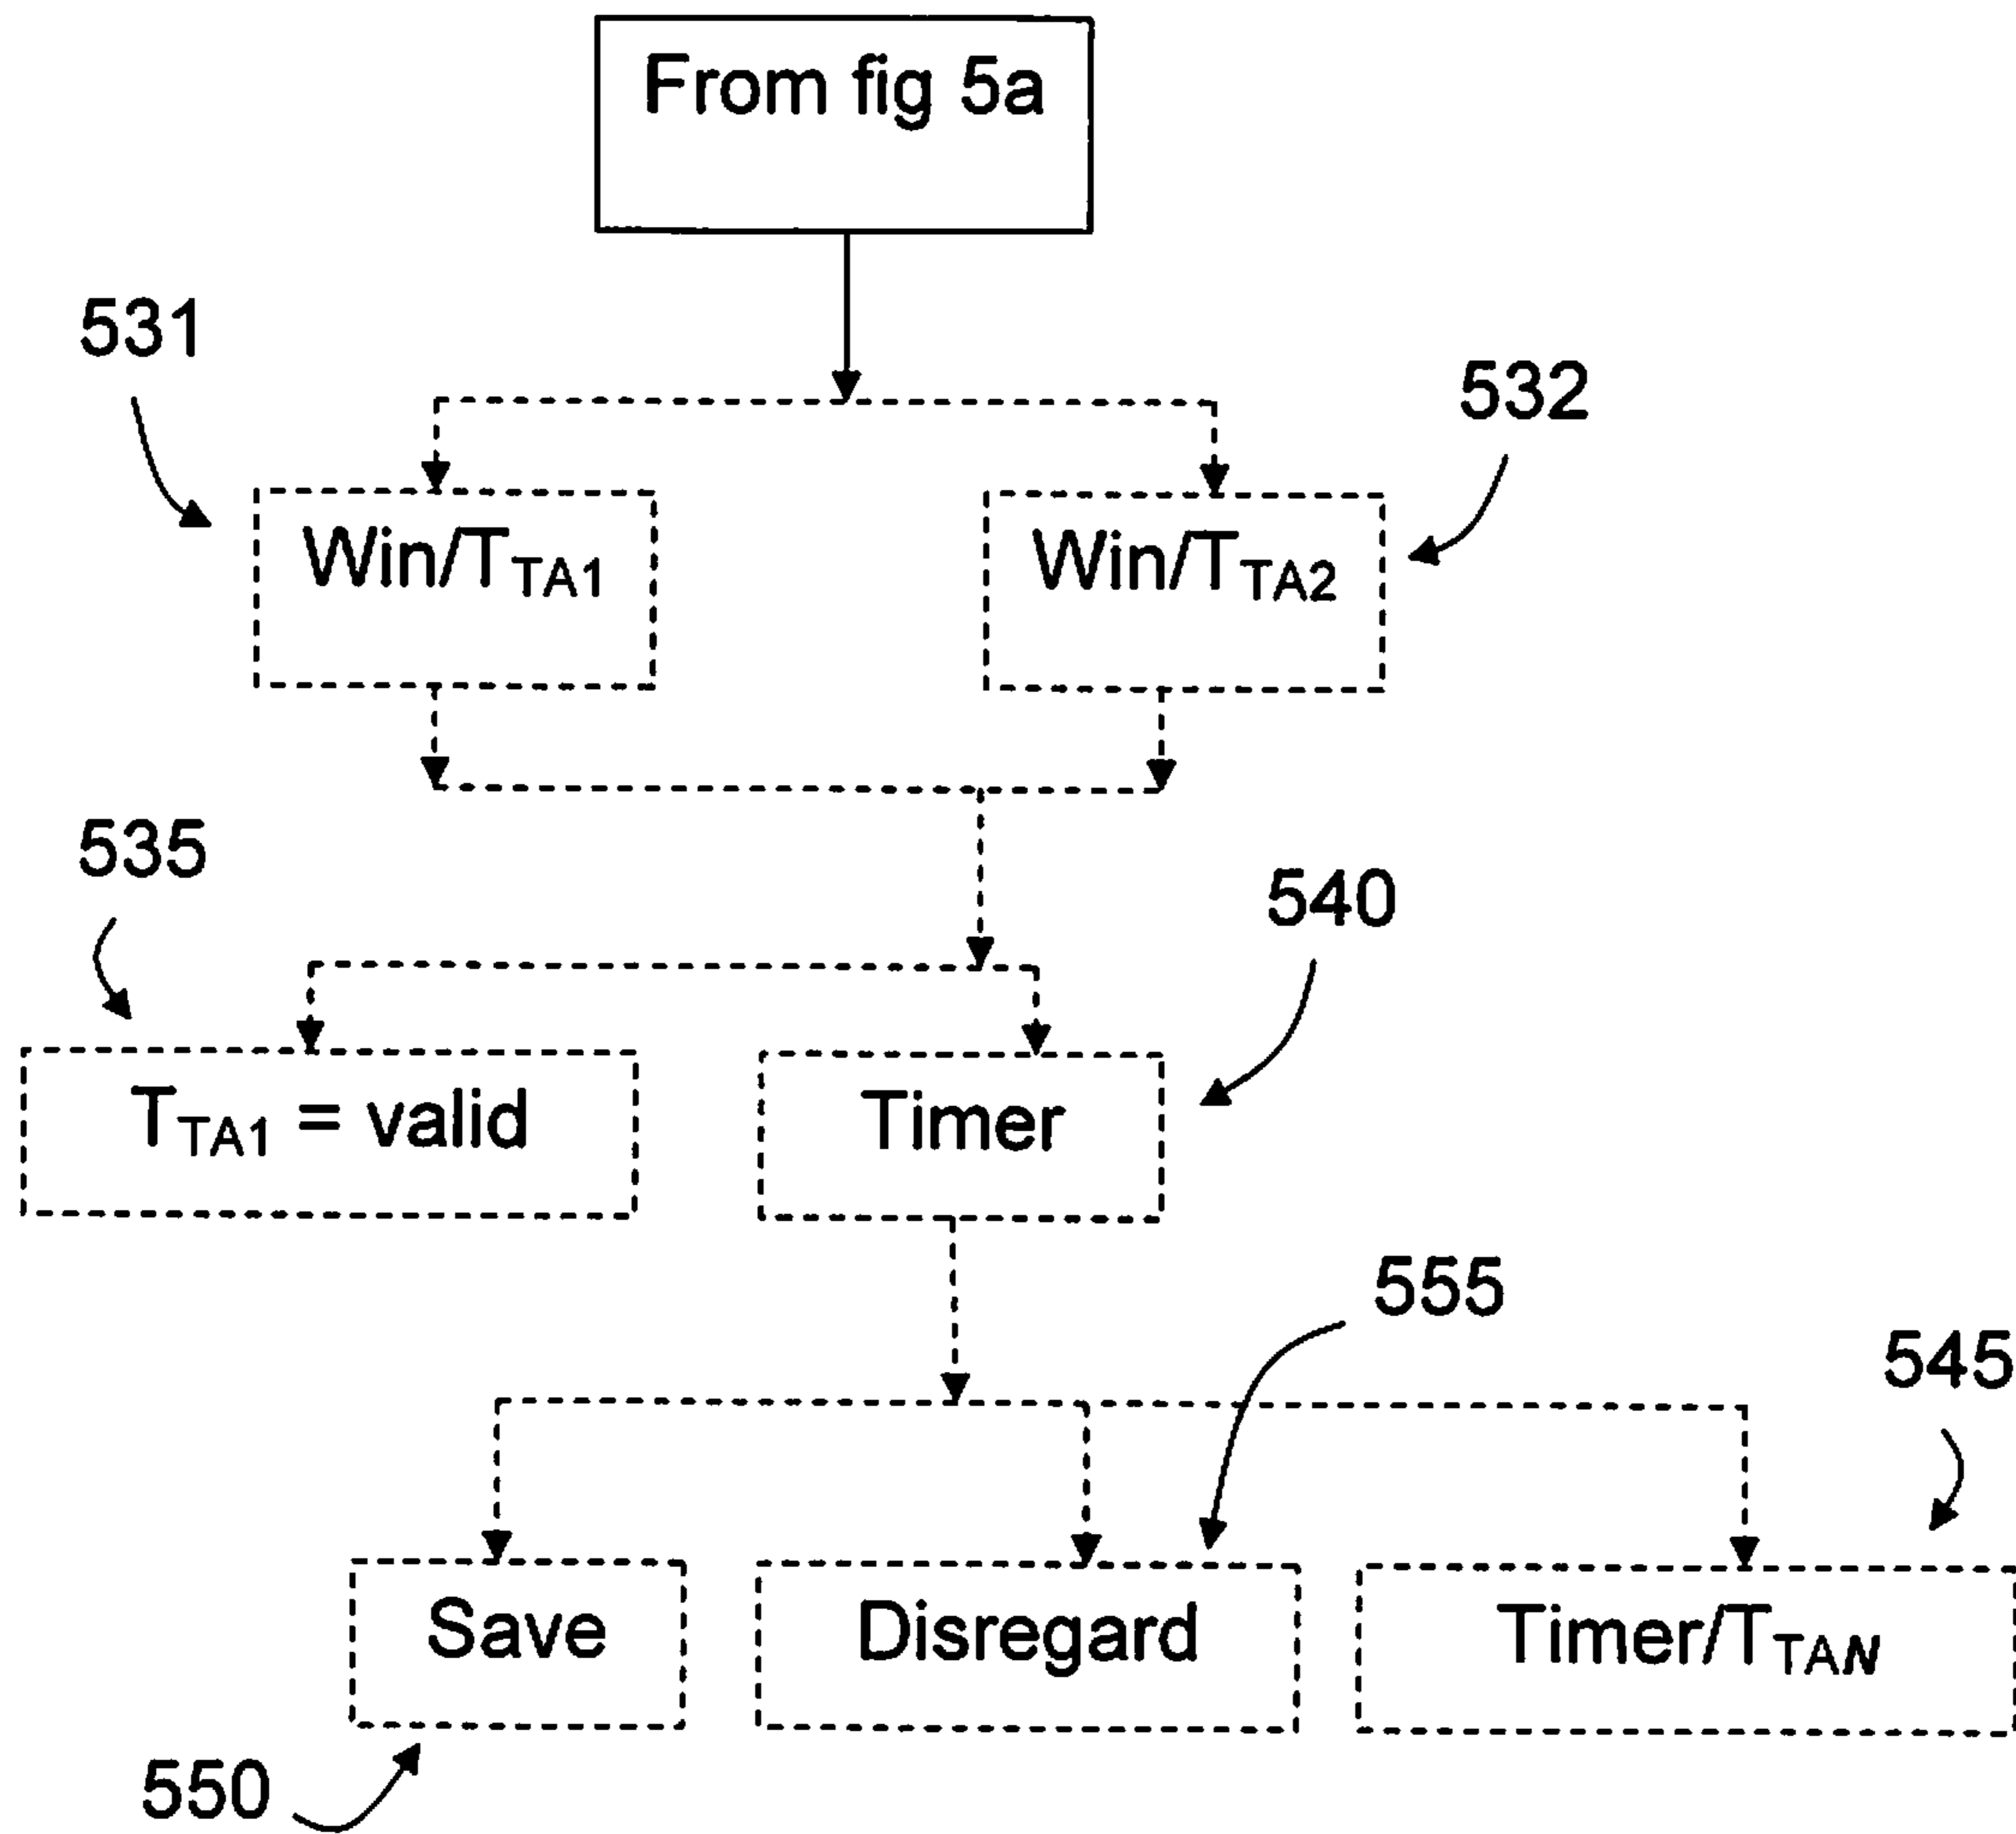 From fig 5a
531
532
Win/TTA1
Win/TTA2
535
540
TTA1 = valid
Timer
555
545
Save
Disregard
Timer/TTAN
550